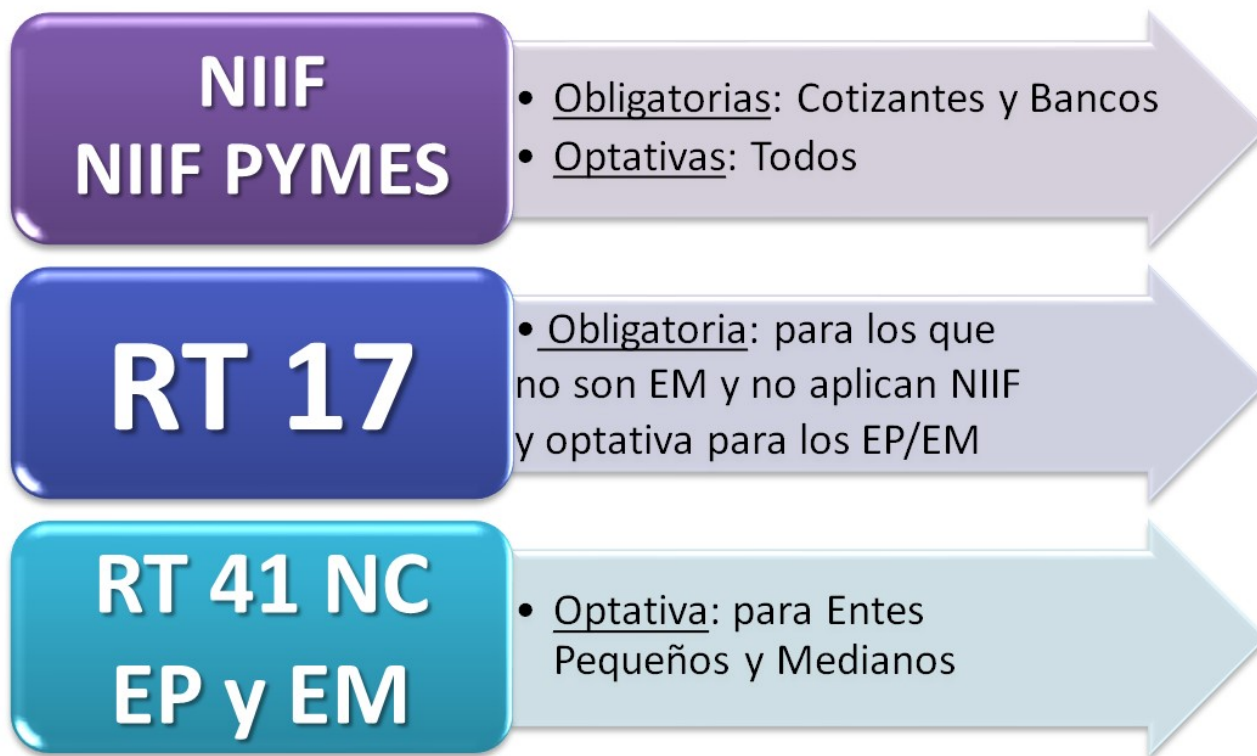 NIIF
NIIF PYMES
• Obligatorias: Cotizantes y Bancos
• Optativas: Todos
RT 17
• Obligatoria: para los que
no son EM y no aplican NIIF
y optativa para los EP/EM
RT 41 NC
EP y EM
• Optativa: para Entes
Pequeños y Medianos